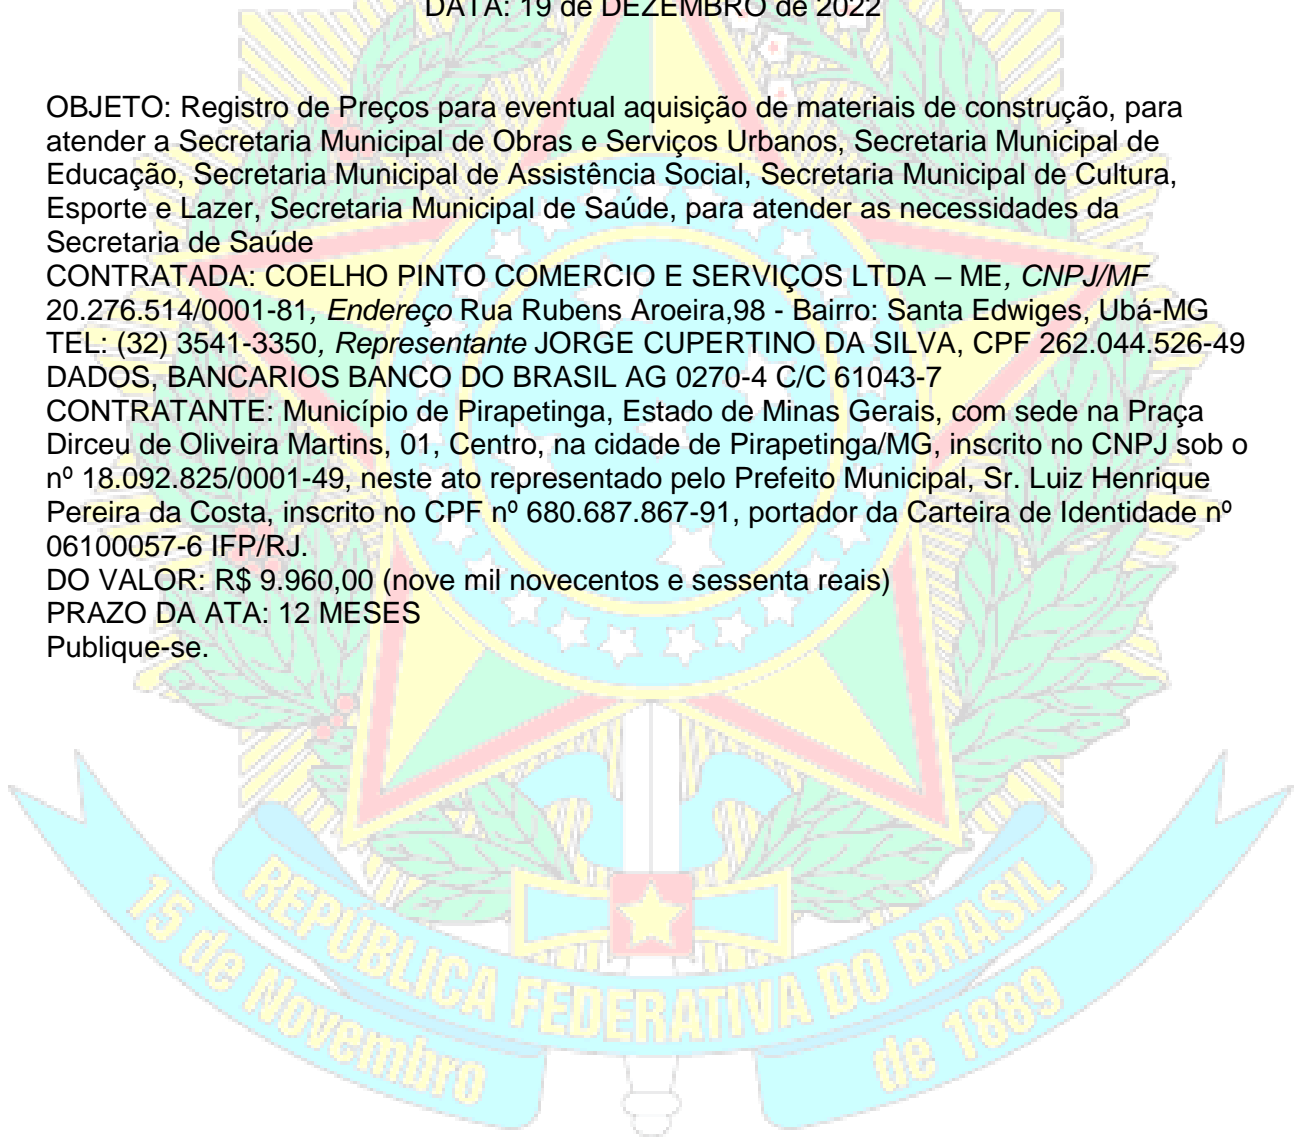 DATA: 19 de DEZEMBRO de 2022
OBJETO: Registro de Preços para eventual aquisição de materiais de construção, para
atender a Secretaria Municipal de Obras e Serviços Urbanos, Secretaria Municipal de
Educação, Secretaria Municipal de Assistência Social, Secretaria Municipal de Cultura,
Esporte e Lazer, Secretaria Municipal de Saúde, para atender as necessidades da
Secretaria de Saúde
CONTRATADA: COELHO PINTO COMERCIO E SERVIÇOS LTDA – ME, CNPJ/MF
20.276.514/0001-81, Endereço Rua Rubens Aroeira,98 - Bairro: Santa Edwiges, Ubá-MG
TEL: (32) 3541-3350, Representante JORGE CUPERTINO DA SILVA, CPF 262.044.526-49
DADOS, BANCARIOS BANCO DO BRASIL AG 0270-4 C/C 61043-7
CONTRATANTE: Município de Pirapetinga, Estado de Minas Gerais, com sede na Praça
Dirceu de Oliveira Martins, 01, Centro, na cidade de Pirapetinga/MG, inscrito no CNPJ sob o
nº 18.092.825/0001-49, neste ato representado pelo Prefeito Municipal, Sr. Luiz Henrique
Pereira da Costa, inscrito no CPF nº 680.687.867-91, portador da Carteira de Identidade nº
06100057-6 IFP/RJ.
DO VALOR: R$ 9.960,00 (nove mil novecentos e sessenta reais)
PRAZO DA ATA: 12 MESES
Publique-se.
REPÚBLICA FEDERATIVA DO BRASIL
15 de Novembro de 1889